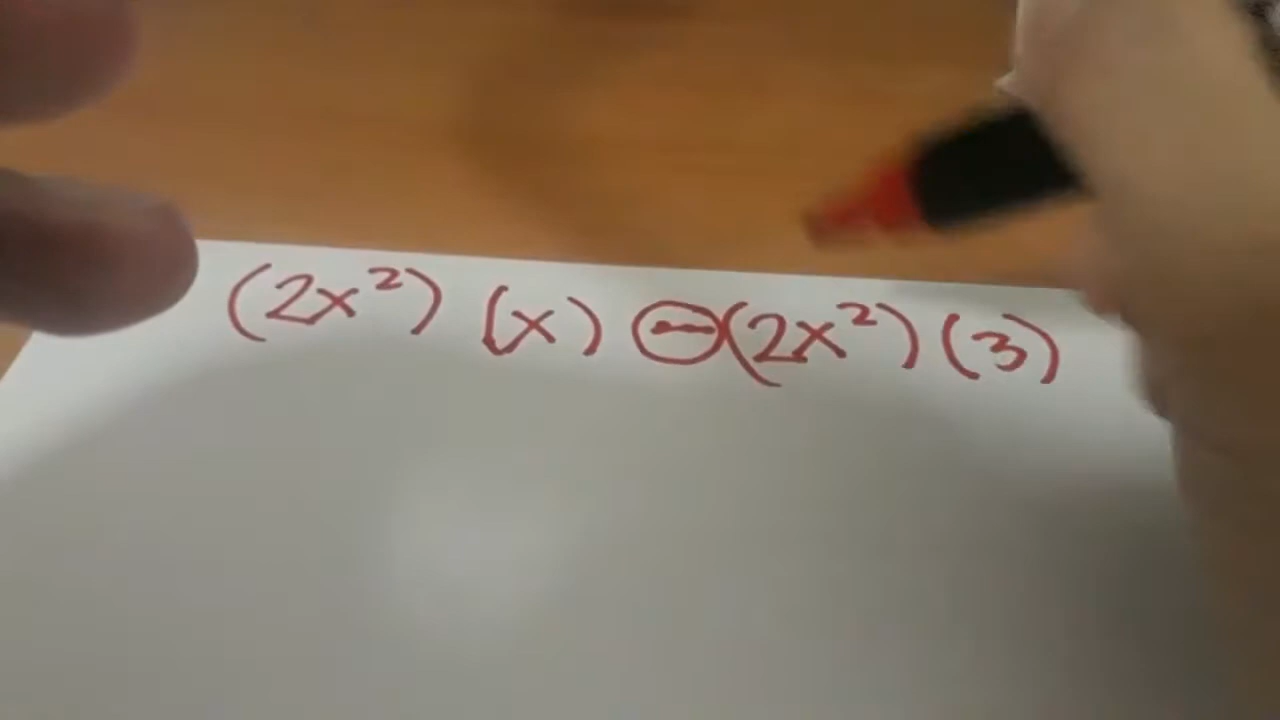 (2x²) (x) ⊖ (2x²) (3)